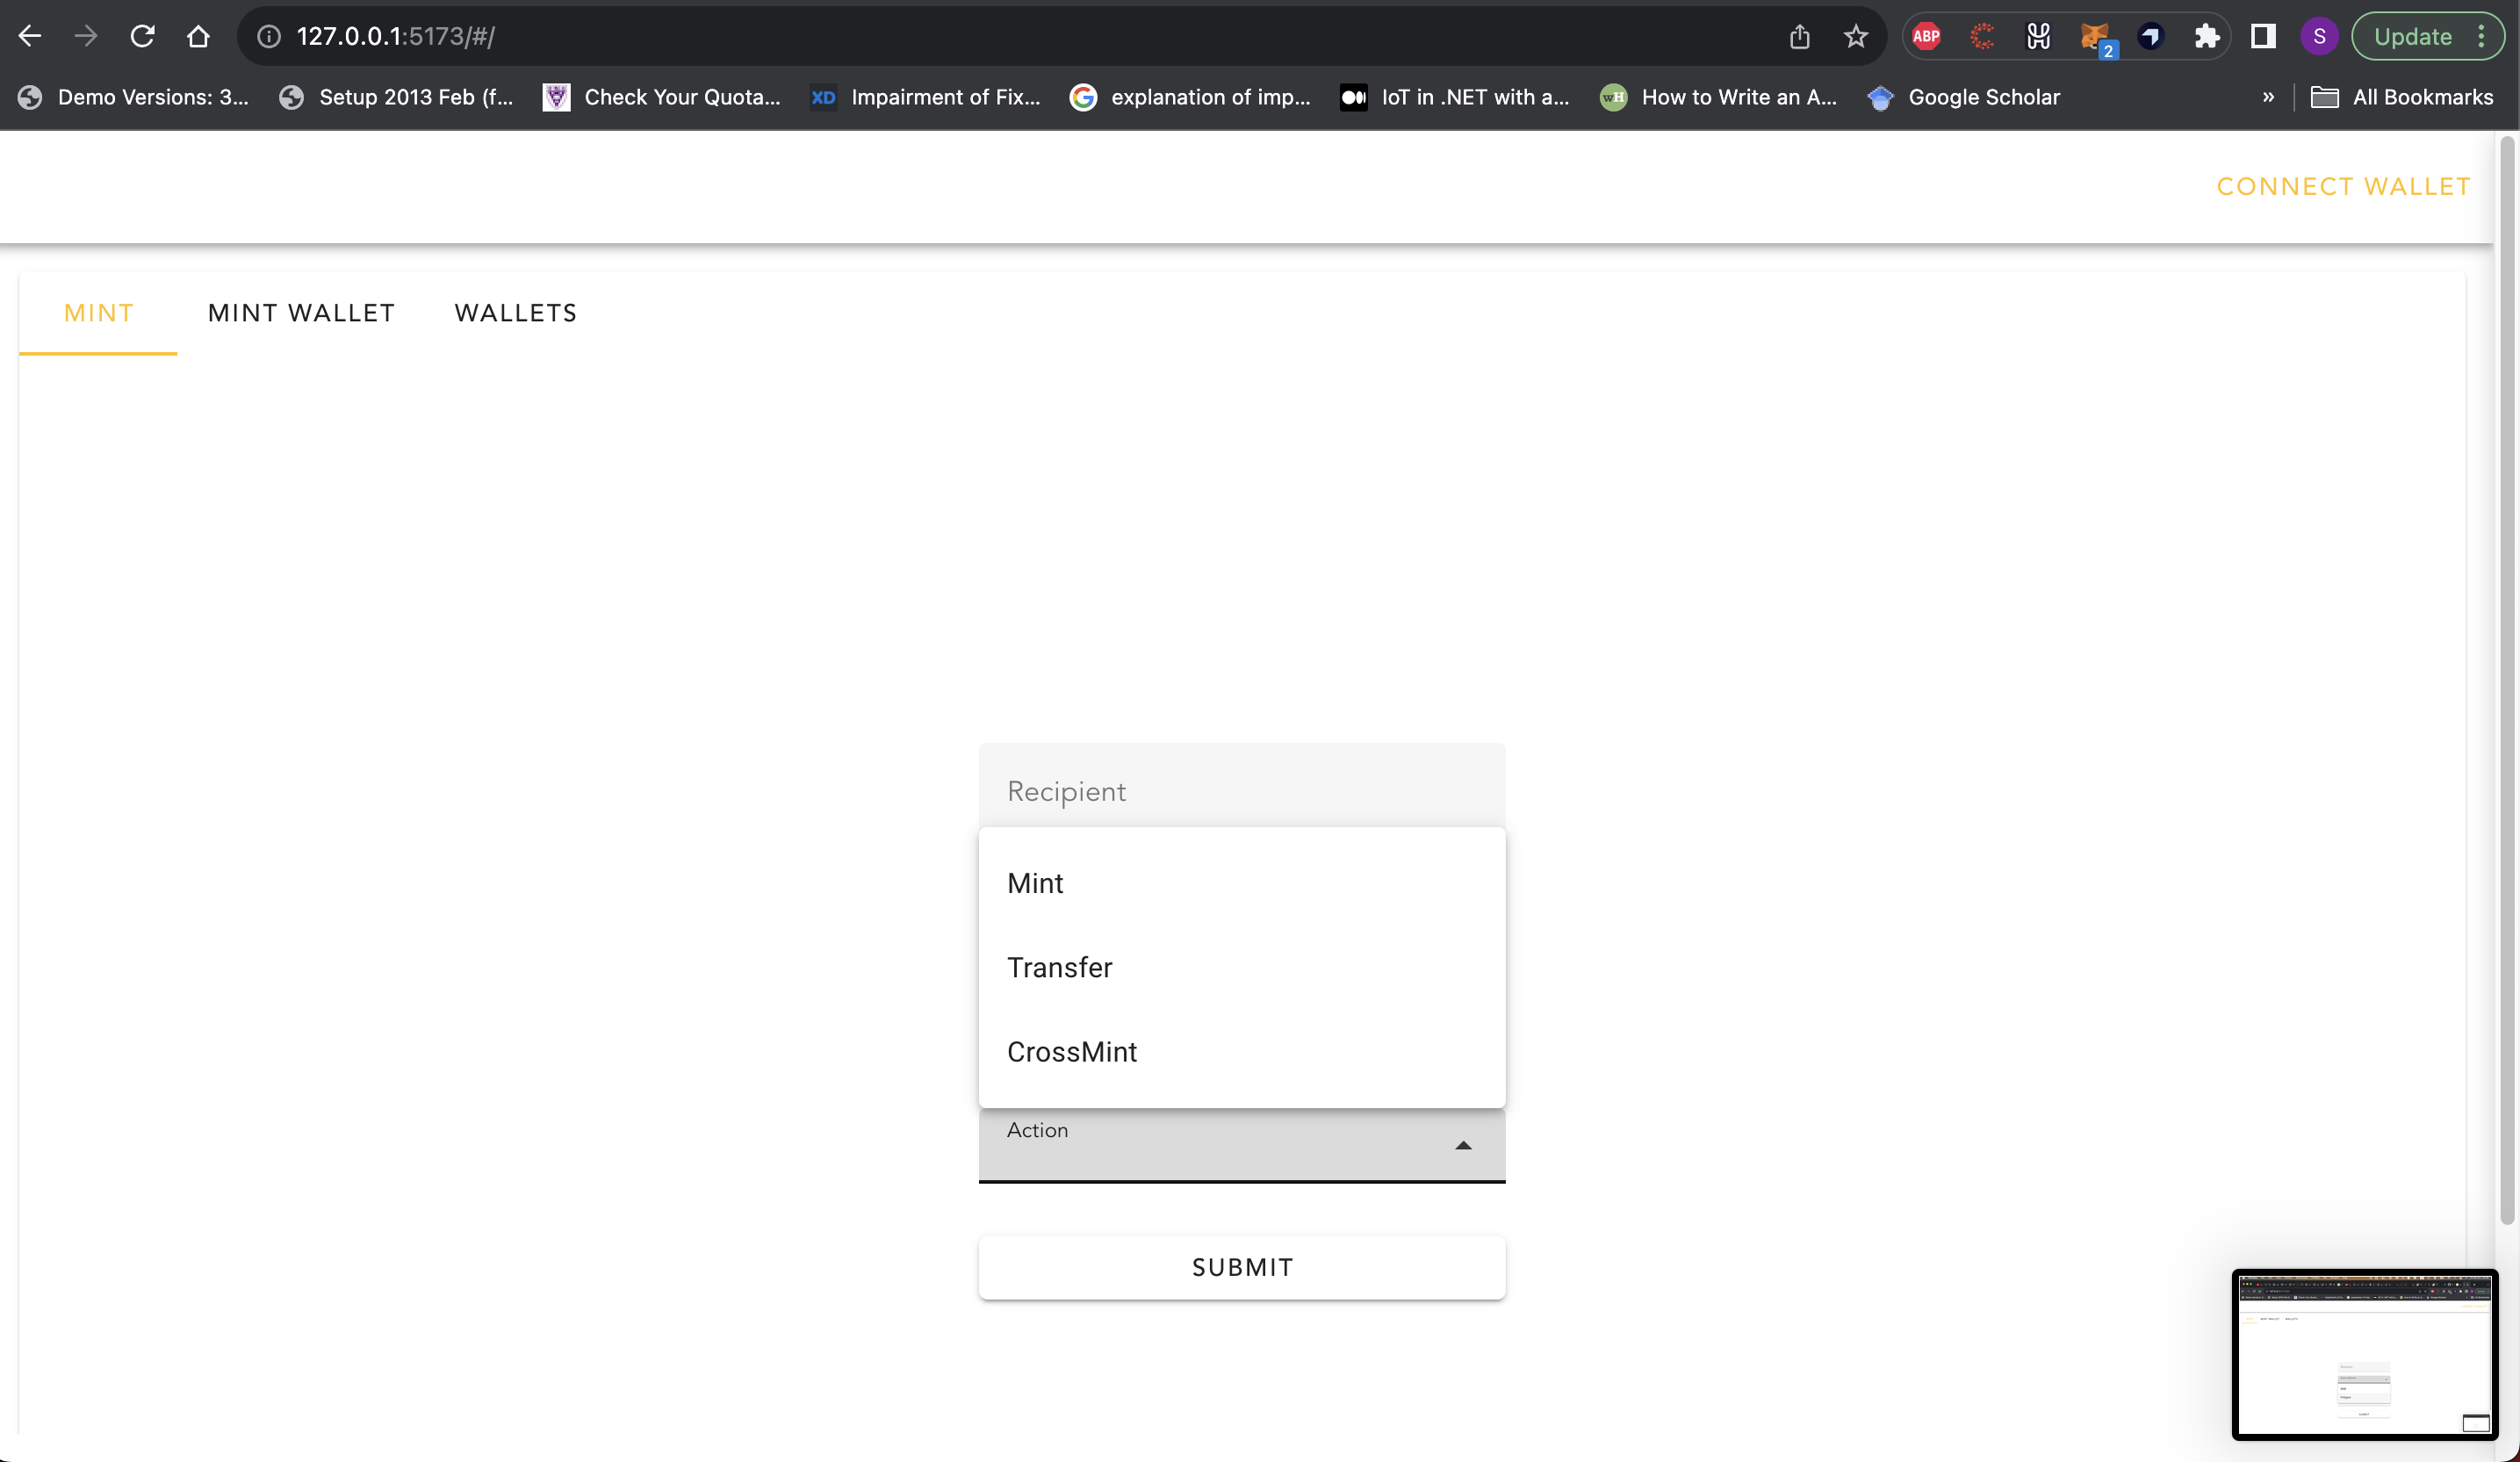 127.0.0.1:5173/#/
ABP
2
S
Update
Demo Versions: 3...
Setup 2013 Feb (f...
Check Your Quota...
XD
Impairment of Fix...
G
explanation of imp...
IoT in .NET with a...
wH
How to Write an A...
Google Scholar
»
All Bookmarks
CONNECT WALLET
MINT
MINT WALLET
WALLETS
Recipient
Mint
Transfer
CrossMint
Action
SUBMIT